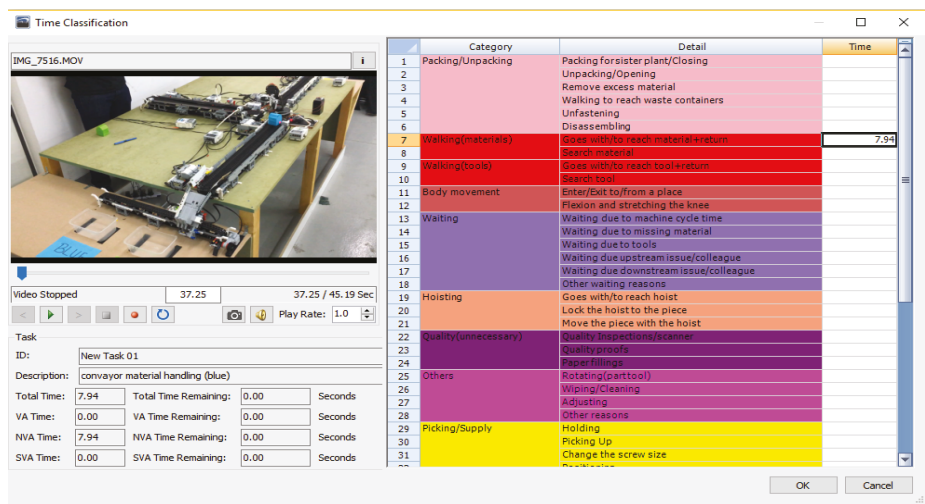 Time Classification
IMG_7516.MOV
i
BLUE
Video Stopped 37.25 37.25 / 45.19 Sec
Play Rate: 1.0
Task
ID: New Task 01
Description: convayor material handling (blue)
Total Time: 7.94 Total Time Remaining: 0.00 Seconds
VA Time: 0.00 VA Time Remaining: 0.00 Seconds
NVA Time: 7.94 NVA Time Remaining: 0.00 Seconds
SVA Time: 0.00 SVA Time Remaining: 0.00 Seconds
Category Detail Time
1 Packing/Unpacking Packing forsister plant/Closing
2 Unpacking/Opening
3 Remove excess material
4 Walking to reach waste containers
5 Unfastening
6 Disassembling
7 Walking(materials) Goes with/to reach material+return 7.94
8 Search material
9 Walking(tools) Goes with/to reach tool+return
10 Search tool
11 Body movement Enter/Exit to/from a place
12 Flexion and stretching the knee
13 Waiting Waiting due to machine cycle time
14 Waiting due to missing material
15 Waiting due to tools
16 Waiting due upstream issue/colleague
17 Waiting due downstream issue/colleague
18 Other waiting reasons
19 Hoisting Goes with/reach hoist
20 Lock the hoist to the piece
21 Move the piece with the hoist
22 Quality(unnecessary) Quality Inspections/scanner
23 Quality proofs
24 Paper fillings
25 Others Rotating(part tool)
26 Wiping/Cleaning
27 Adjusting
28 Other reasons
29 Picking/Supply Holding
30 Picking Up
31 Change the screw size
OK Cancel